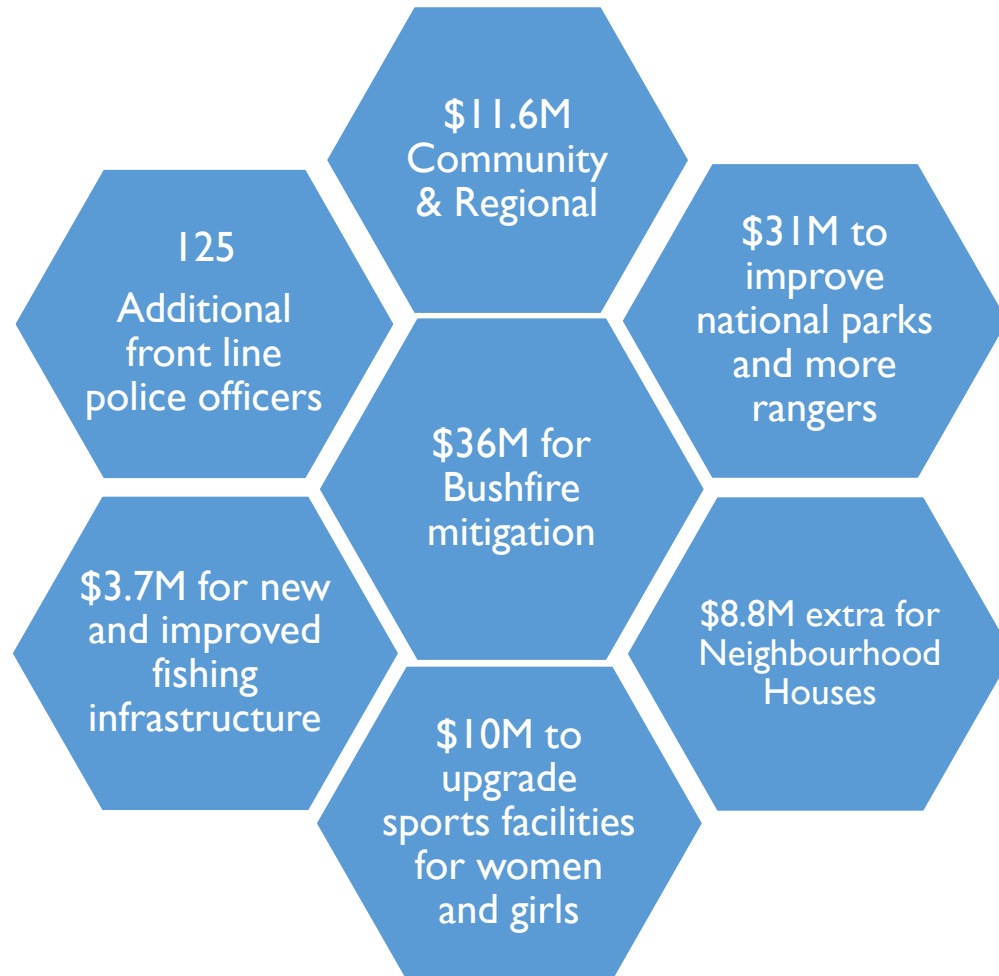 $11.6M
Community
& Regional
125
Additional
front line
police officers
$31M to
improve
national parks
and more
rangers
$36M for
Bushfire
mitigation
$3.7M for new
and improved
fishing
infrastructure
$8.8M extra for
Neighbourhood
Houses
$10M to
upgrade
sports facilities
for women
and girls